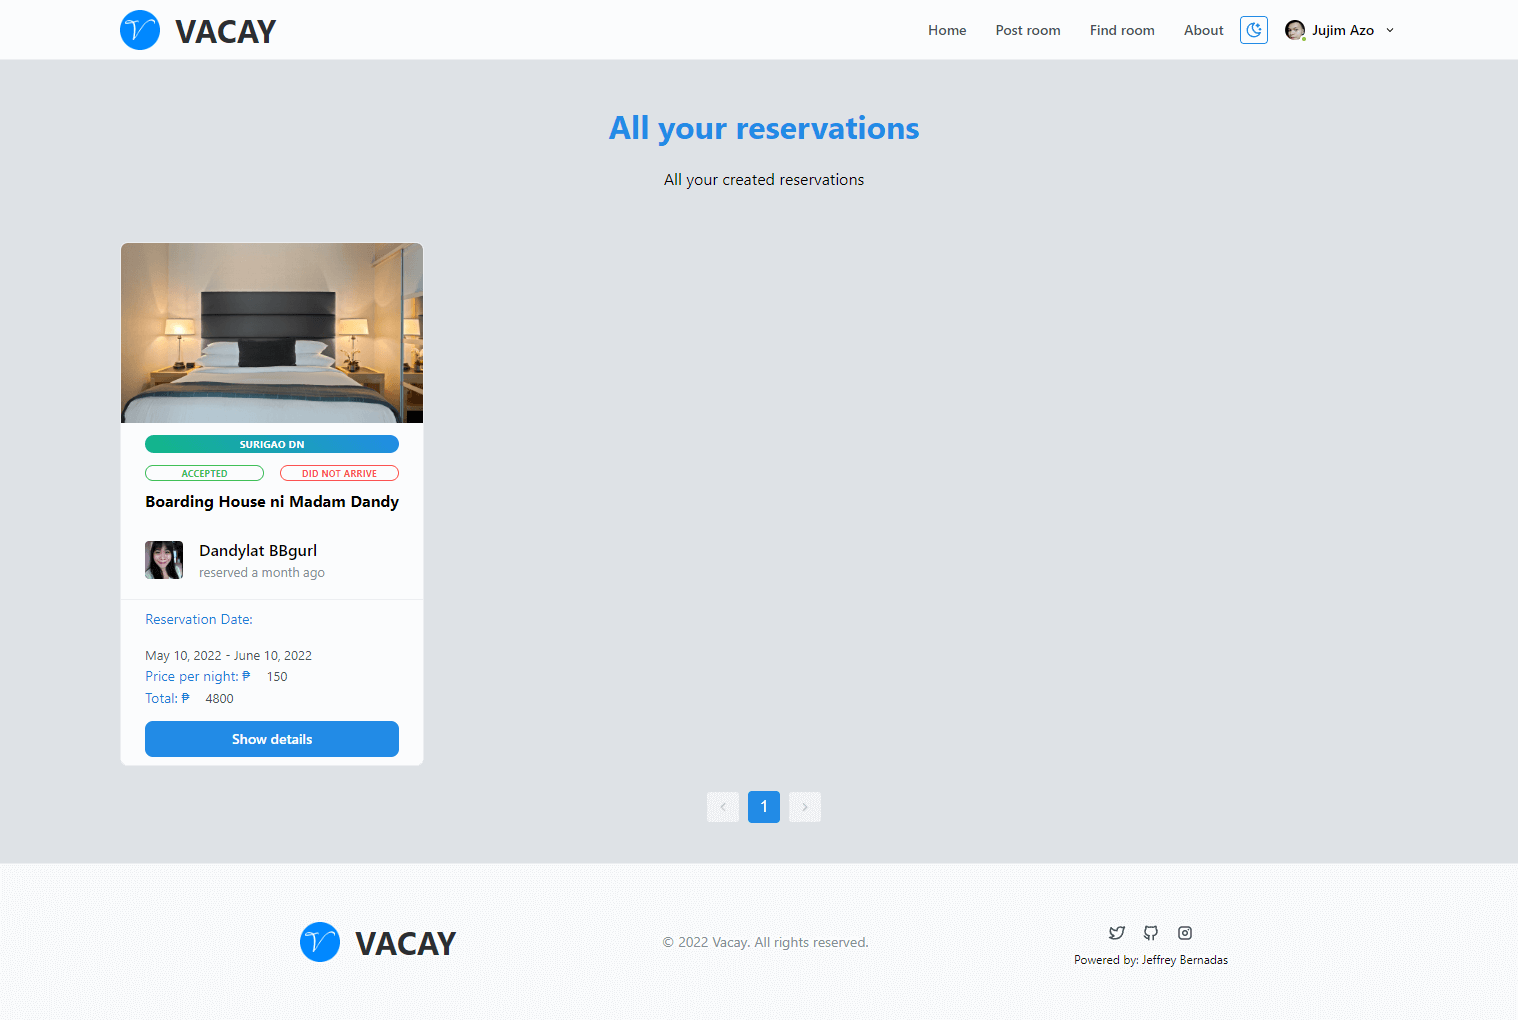 VACAY
Home
Post room
Find room
About
Jujim Azo
All your reservations
All your created reservations
SURIGAO DN
ACCEPTED
DID NOT ARRIVE
Boarding House ni Madam Dandy
Dandylat BBgurl
reserved a month ago
Reservation Date:
May 10, 2022 - June 10, 2022
Price per night: ₱ 150
Total: ₱ 4800
Show details
1
VACAY
© 2022 Vacay. All rights reserved.
Powered by: Jeffrey Bernadas